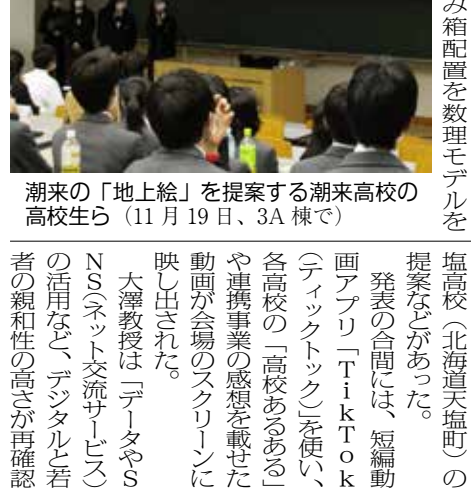 み箱配置を数理モデルを
潮来の「地上絵」を提案する潮来高校の
高校生ら（11 月 19 日、3A 棟で）
塩高校（北海道天塩町）の
提案などがあった。
発表の合間には、短編動
画アプリ「TikTok
（ティックトック）」を使い、
各高校の「高校あるある」
や連携事業の感想を載せた
動画が会場のスクリーンに
映し出された。
大澤教授は「データやS
NS（ネット交流サービス）
の活用など、デジタルと若
者の親和性の高さが再確認